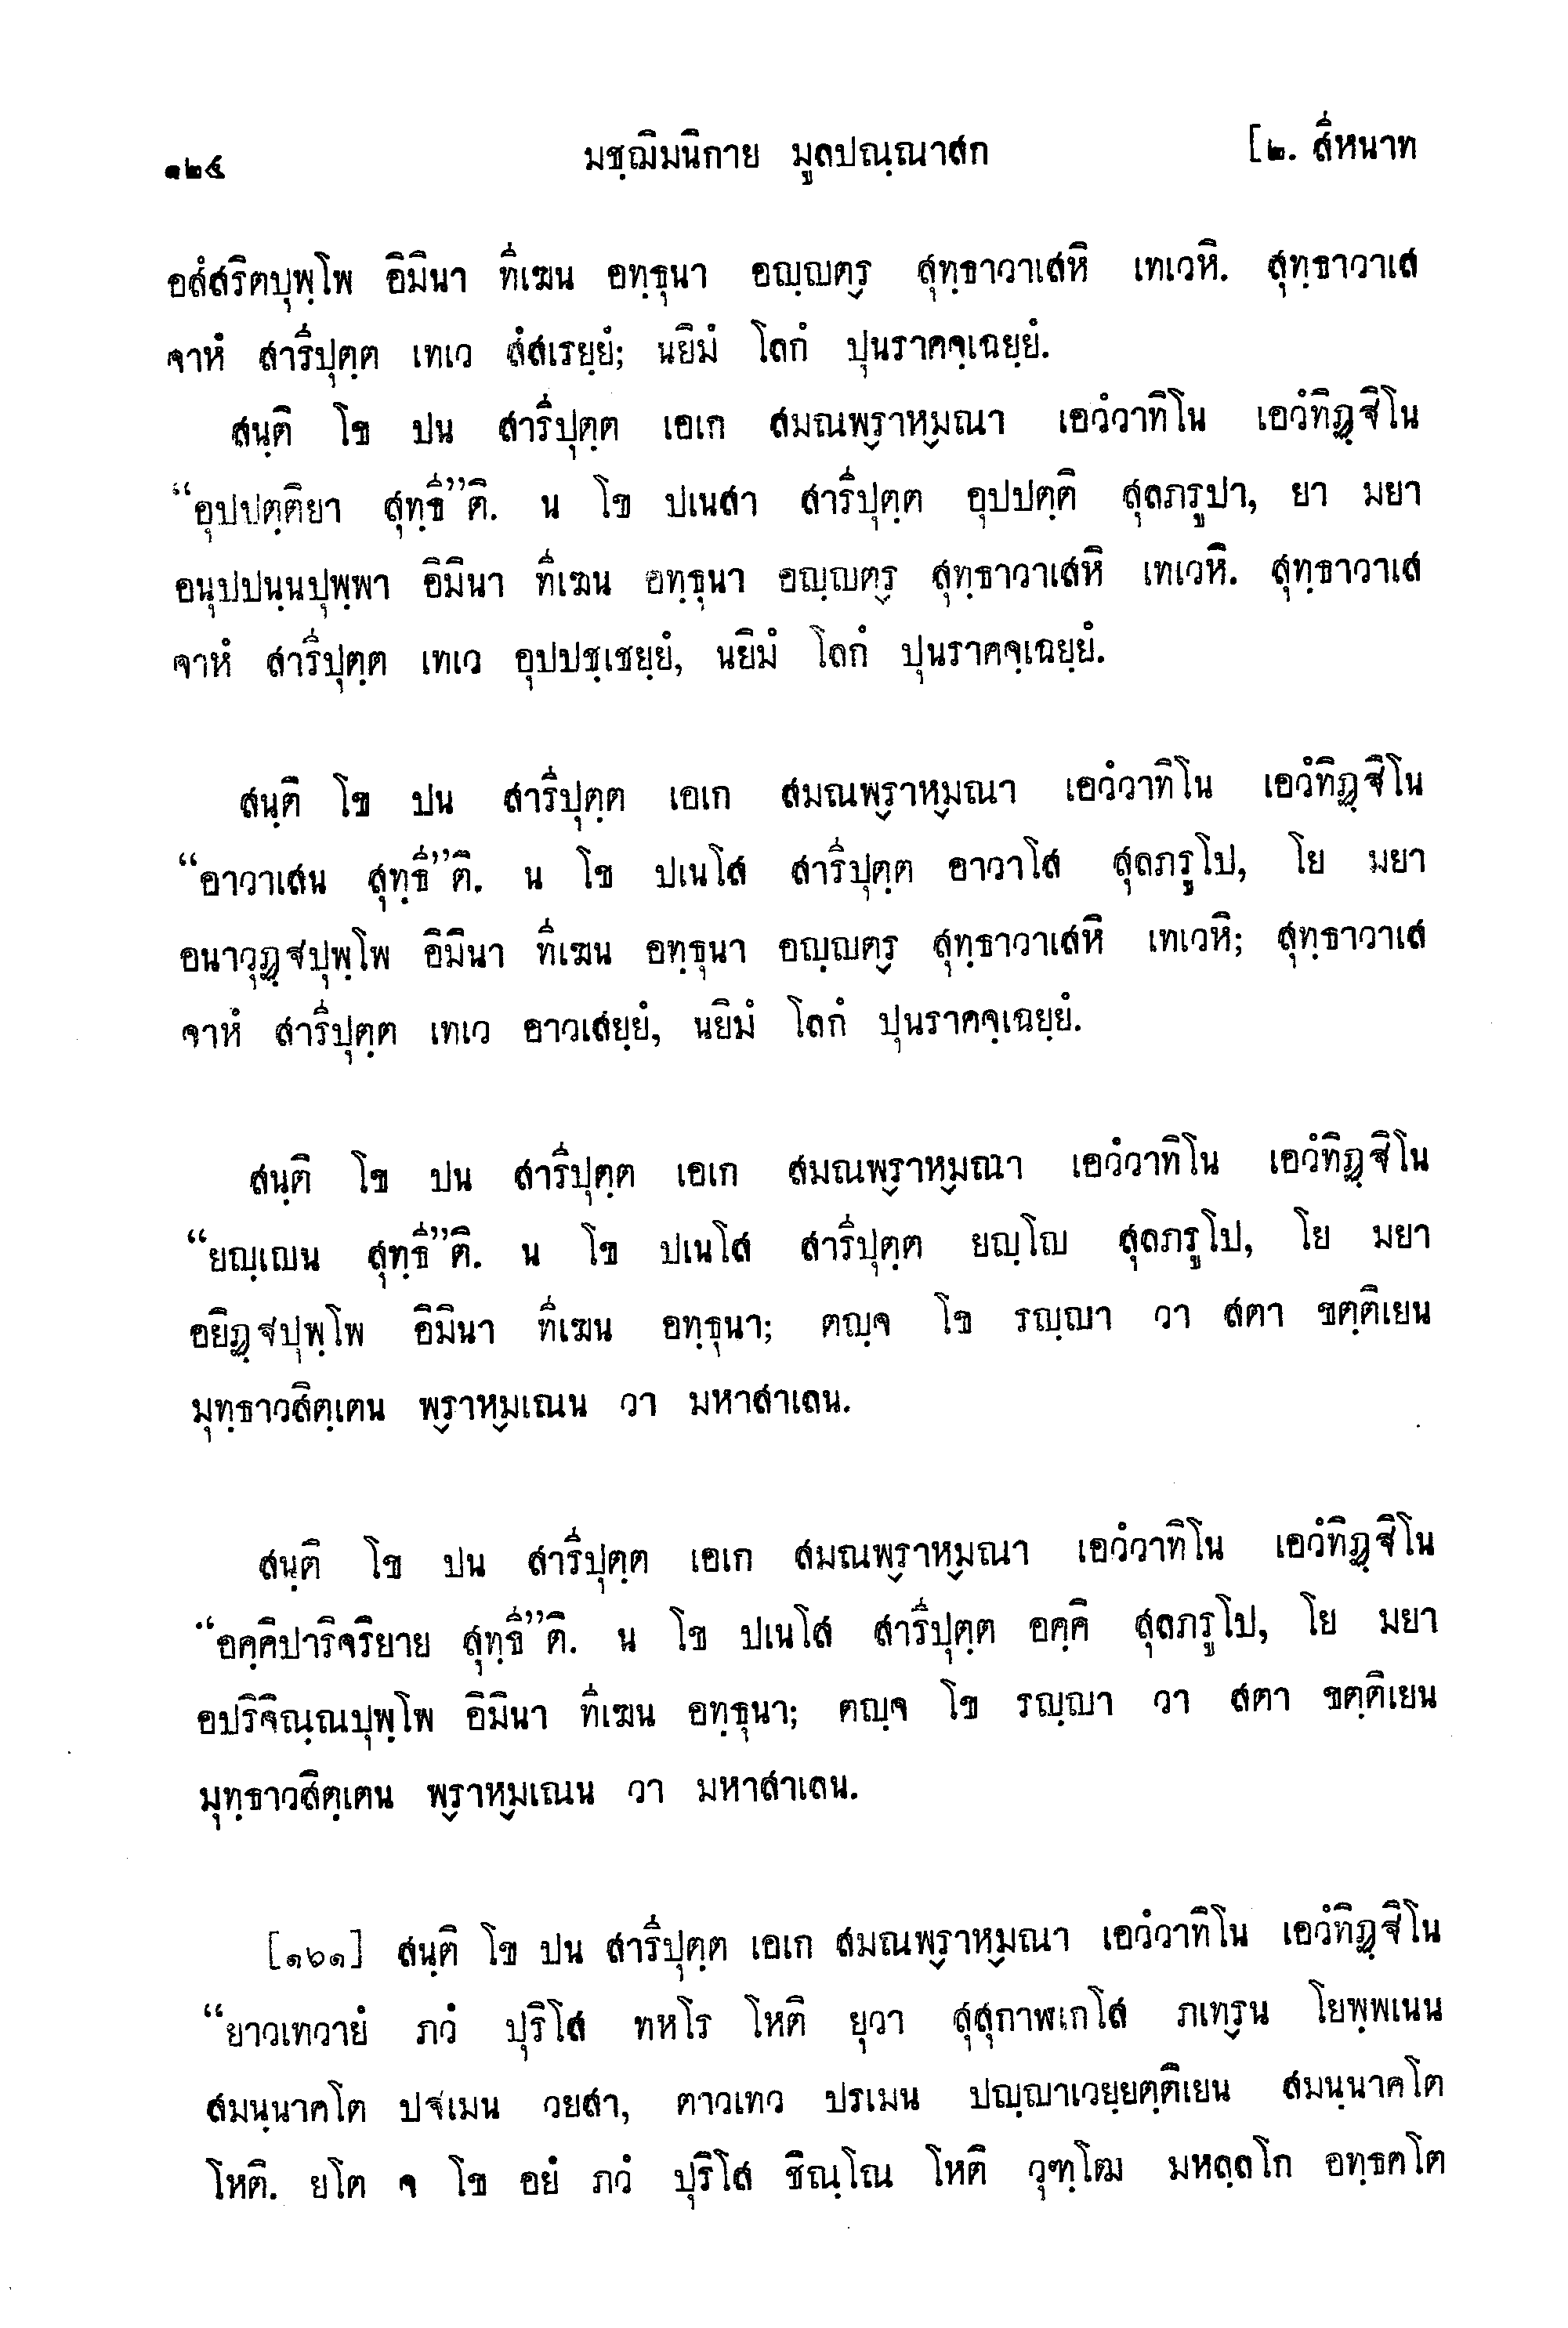 ๑๒๕ มชฺฌิมนิกาย มูลปณฺณาสก [๒. สีหนาท
อสํสริตบุพฺโพ อิมินา ทีเฆน อทฺธุนา อญฺญตฺร สุทฺธาวาเสหิ เทเวหิ. สุทฺธาวาเส
จาหํ สารีปุตฺต เทเว สํสเรยฺยํ; นยิมํ โลกํ ปุนราคจฺเฉยฺยํ.
สนฺติ โข ปน สารีปุตฺต เอเก สมณพฺราหฺมณา เอวํวาทิโน เอวํทิฏฺฐิโน
“อุปปตฺติยา สุทฺธี”ติ. น โข ปเนสา สารีปุตฺต อุปปตฺติ สุลภรูปา, ยา มยา
อนุปปนฺนปุพฺพา อิมินา ทีเฆน อทฺธุนา อญฺญตฺร สุทฺธาวาเสหิ เทเวหิ. สุทฺธาวาเส
จาหํ สารีปุตฺต เทเว อุปปชฺเชยฺยํ, นยิมํ โลกํ ปุนราคจฺเฉยฺยํ.
สนฺติ โข ปน สารีปุตฺต เอเก สมณพฺราหฺมณา เอวํวาทิโน เอวํทิฏฺฐิโน
“อาวาเสน สุทฺธี”ติ. น โข ปเนโส สารีปุตฺต อาวาโส สุลภรูโป, โย มยา
อนาวุฏฺฐปุพฺโพ อิมินา ทีเฆน อทฺธุนา อญฺญตฺร สุทฺธาวาเสหิ เทเวหิ; สุทฺธาวาเส
จาหํ สารีปุตฺต เทเว อาวเสยฺยํ, นยิมํ โลกํ ปุนราคจฺเฉยฺยํ.
สนฺติ โข ปน สารีปุตฺต เอเก สมณพฺราหฺมณา เอวํวาทิโน เอวํทิฏฺฐิโน
“ยญฺเญน สุทฺธี”ติ. น โข ปเนโส สารีปุตฺต ยญฺโญ สุลภรูโป, โย มยา
อยิฏฺฐปุพฺโพ อิมินา ทีเฆน อทฺธุนา; ตญฺจ โข รญฺญา วา สตา ขตฺติเยน
มุทฺธาวสิตฺเตน พฺราหฺมเณน วา มหาสาเลน.
สนฺติ โข ปน สารีปุตฺต เอเก สมณพฺราหฺมณา เอวํวาทิโน เอวํทิฏฺฐิโน
“อคฺคิปาริจริยาย สุทฺธี”ติ. น โข ปเนโส สารีปุตฺต อคฺคิ สุลภรูโป, โย มยา
อปริจิณฺณปุพฺโพ อิมินา ทีเฆน อทฺธุนา; ตญฺจ โข รญฺญา วา สตา ขตฺติเยน
มุทฺธาวสิตฺเตน พฺราหฺมเณน วา มหาสาเลน.
[๑๖๑] สนฺติ โข ปน สารีปุตฺต เอเก สมณพฺราหฺมณา เอวํวาทิโน เอวํทิฏฺฐิโน
“ยาวเทวายํ ภวํ ปุริโส ทหโร โหติ ยุวา สุสุกาฬเกโส ภเทฺรน โยพฺพเนน
สมนฺนาคโต ปฐเมน วยสา, ตาวเทว ปรเมน ปญฺญาเวยฺยตฺติเยน สมนฺนาคโต
โหติ. ยโต จ โข อยํ ภวํ ปุริโส ชิณฺโณ โหติ วุฑฺโฒ มหลฺลโก อทฺธคโต